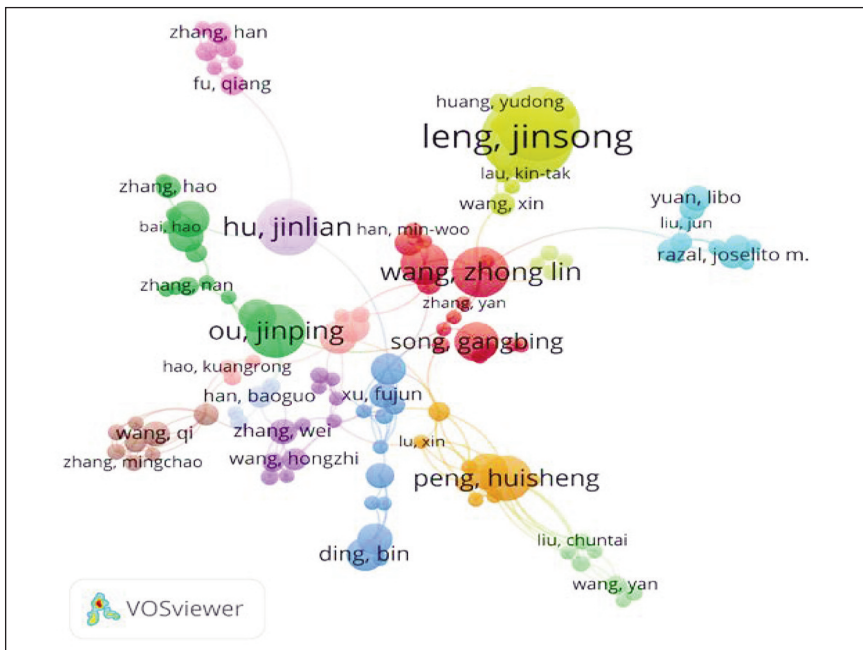 zhang, han
fu, qiang
huang, yudong
leng, jinsong
lau, kin-tak
zhang, hao
yuan, libo
wang, xin
liu, jun
bai, hao
hu, jinlian
han, min-woo
razal, joselito m.
wang, zhong lin
zhang, nan
zhang, yan
ou, jinping
song, gangbing
hao, kuangrong
han, baoguo
xu, fujun
wang, qi
zhang, wei
lu, xin
wang, hongzhi
zhang, mingchao
peng, huisheng
liu, chuntai
ding, bin
wang, yan
VOSviewer